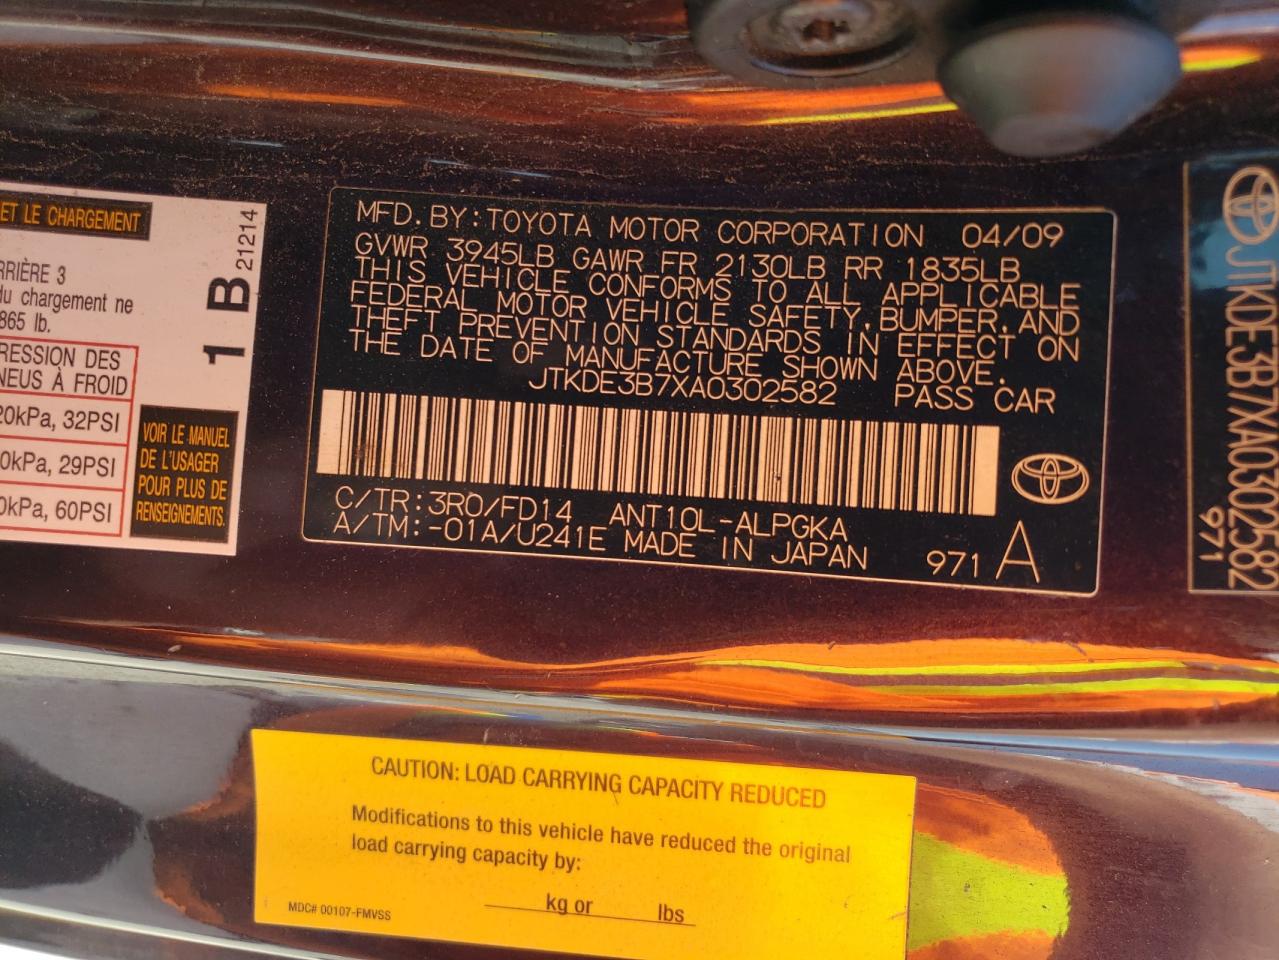 ET LE CHARGEMENT
RRIÈRE 3
du chargement ne
865 lb.
RESSION DES
NEUS À FROID
20kPa, 32PSI
0kPa, 29PSI
0kPa, 60PSI
1 B
21214
VOIR LE MANUEL
DE L'USAGER
POUR PLUS DE
RENSEIGNEMENTS.
MFD. BY: TOYOTA MOTOR CORPORATION 04/09
GVWR 3945LB GAWR FR 2130LB RR 1835LB
THIS VEHICLE CONFORMS TO ALL APPLICABLE
FEDERAL MOTOR VEHICLE SAFETY, BUMPER, AND
THEFT PREVENTION STANDARDS IN EFFECT ON
THE DATE OF MANUFACTURE SHOWN ABOVE.
JTKDE3B7XA0302582 PASS CAR
C/TR: 3R0/FD14 ANT10L-ALPGKA
A/TM: -01A/U241E MADE IN JAPAN 971 A
JTKDE3B7XA0302582
971
CAUTION: LOAD CARRYING CAPACITY REDUCED
Modifications to this vehicle have reduced the original
load carrying capacity by:
kg or lbs
MDC# 00107-FMVSS